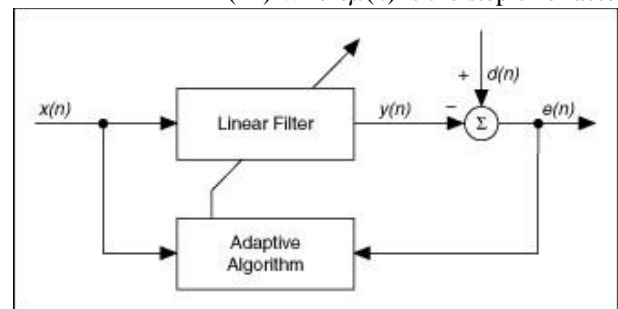 + d(n)
x(n)
Linear Filter
y(n)
−
Σ
e(n)
Adaptive
Algorithm